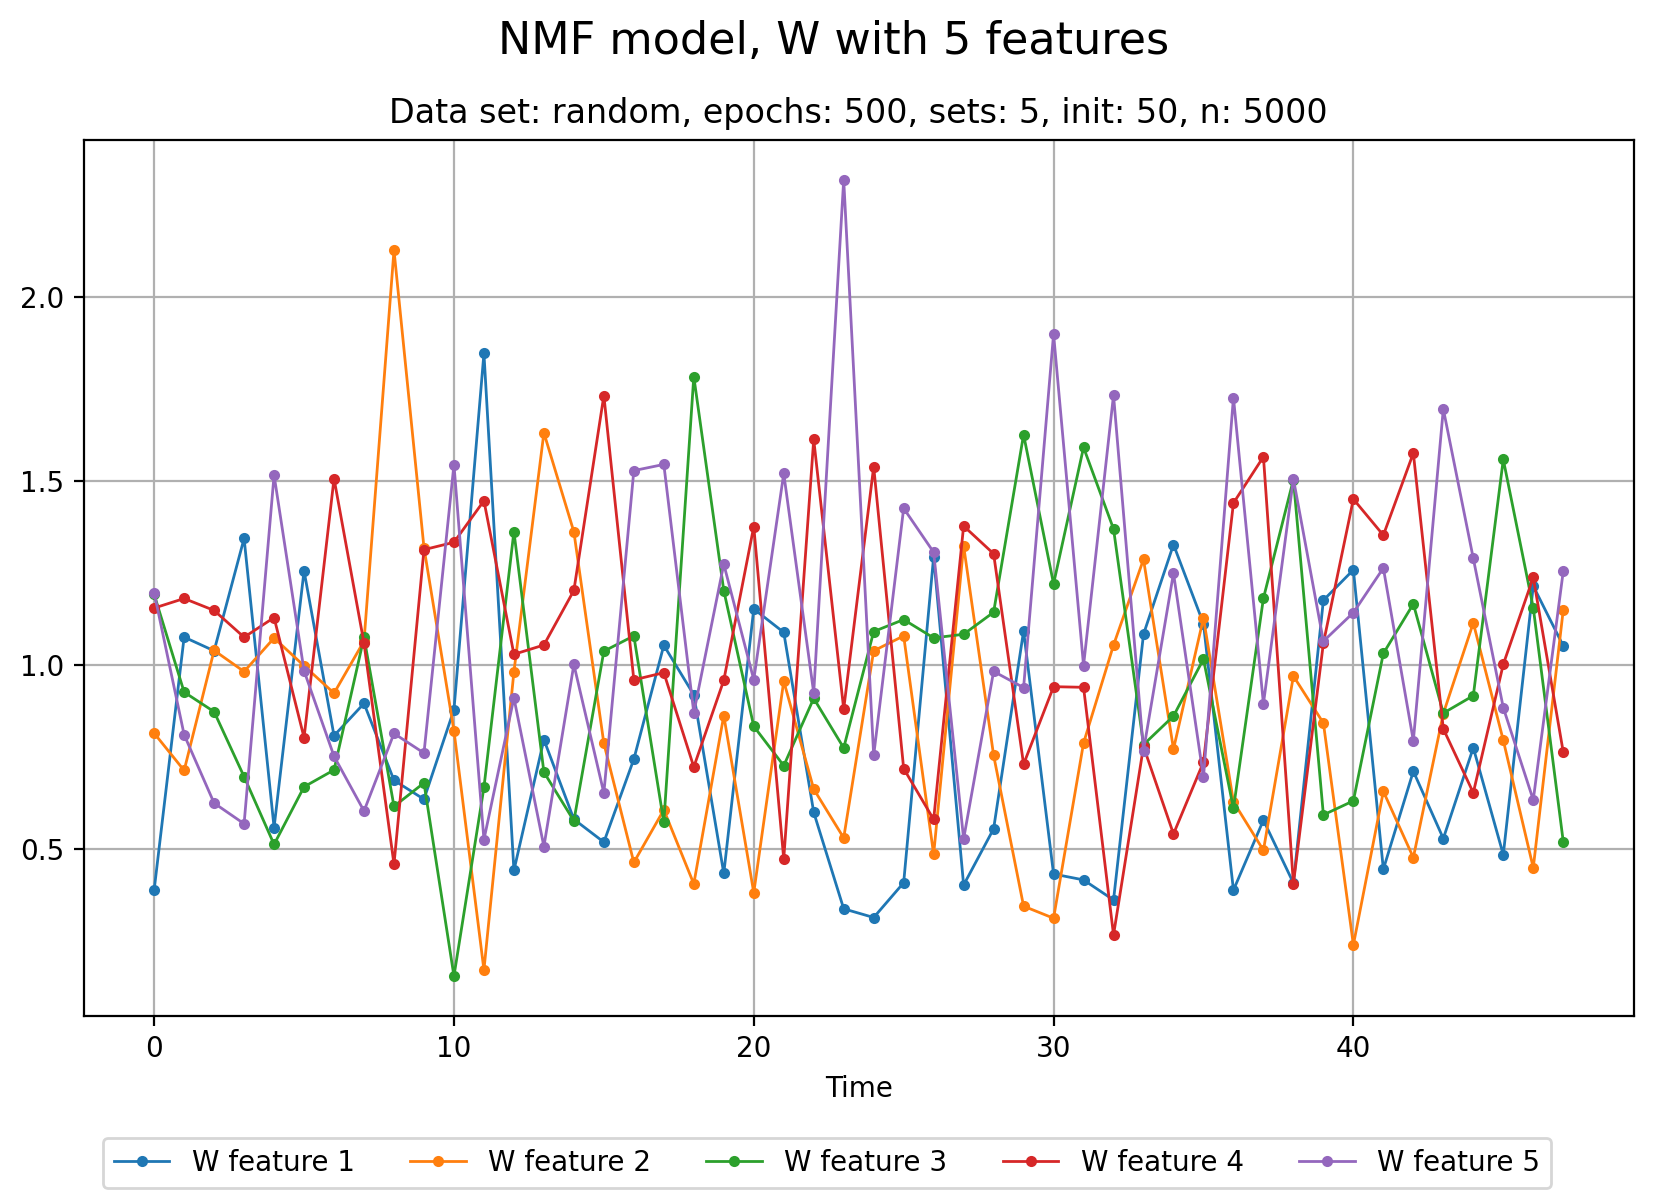 NMF model, W with 5 features
Data set: random, epochs: 500, sets: 5, init: 50, n: 5000
2.0
1.5
1.0
0.5
0 10 20 30 40
Time
W feature 1 W feature 2 W feature 3 W feature 4 W feature 5